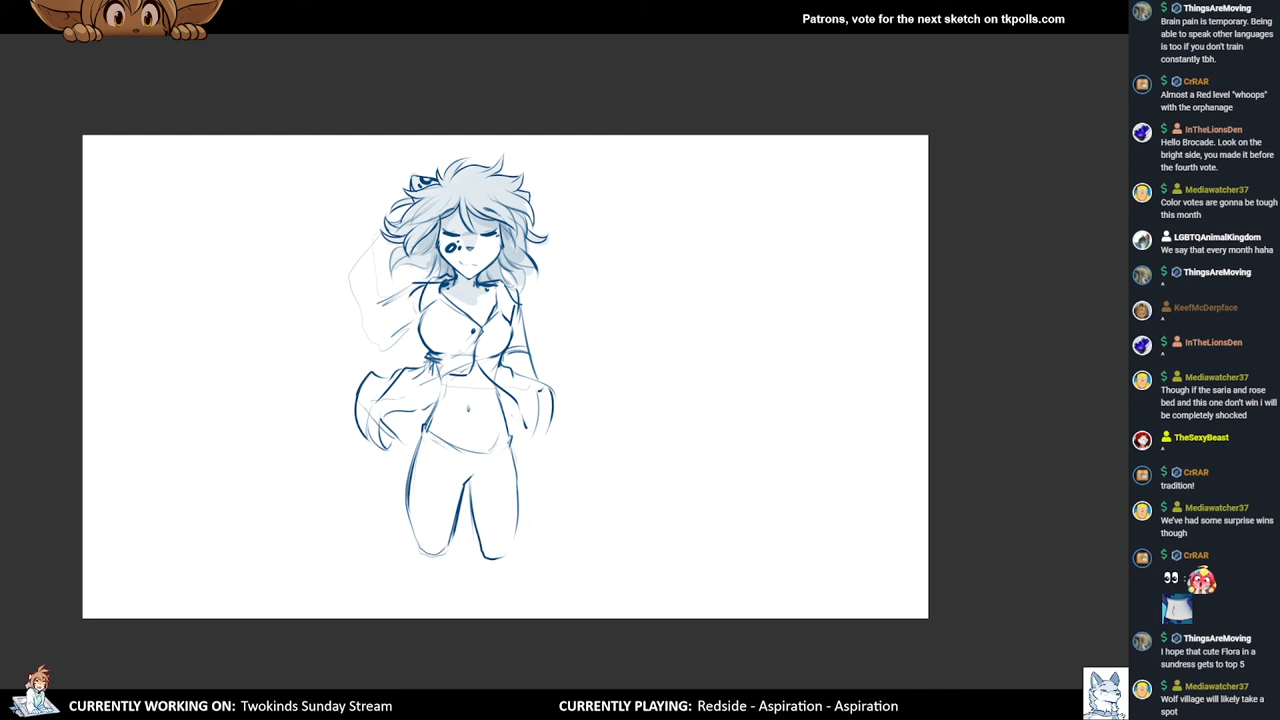 Patrons, vote for the next sketch on tkpolls.com
ThingsAreMoving
Brain pain is temporary. Being
able to speak other languages
is too if you don't train
constantly tbh.
CrRAR
Almost a Red level "whoops"
with the orphanage
InTheLionsDen
Hello Brocade. Look on the
bright side, you made it before
the fourth vote.
Mediawatcher37
Color votes are gonna be tough
this month
LGBTQAnimalKingdom
We say that every month haha
ThingsAreMoving
^
KeefMcDerpface
^
InTheLionsDen
^
Mediawatcher37
Though if the saria and rose
bed and this one don't win i will
be completely shocked
TheSexyBeast
^
CrRAR
tradition!
Mediawatcher37
We've had some surprise wins
though
CrRAR
:
ThingsAreMoving
I hope that cute Flora in a
sundress gets to top 5
Mediawatcher37
Wolf village will likely take a
spot
CURRENTLY WORKING ON: Twokinds Sunday Stream
CURRENTLY PLAYING: Redside - Aspiration - Aspiration